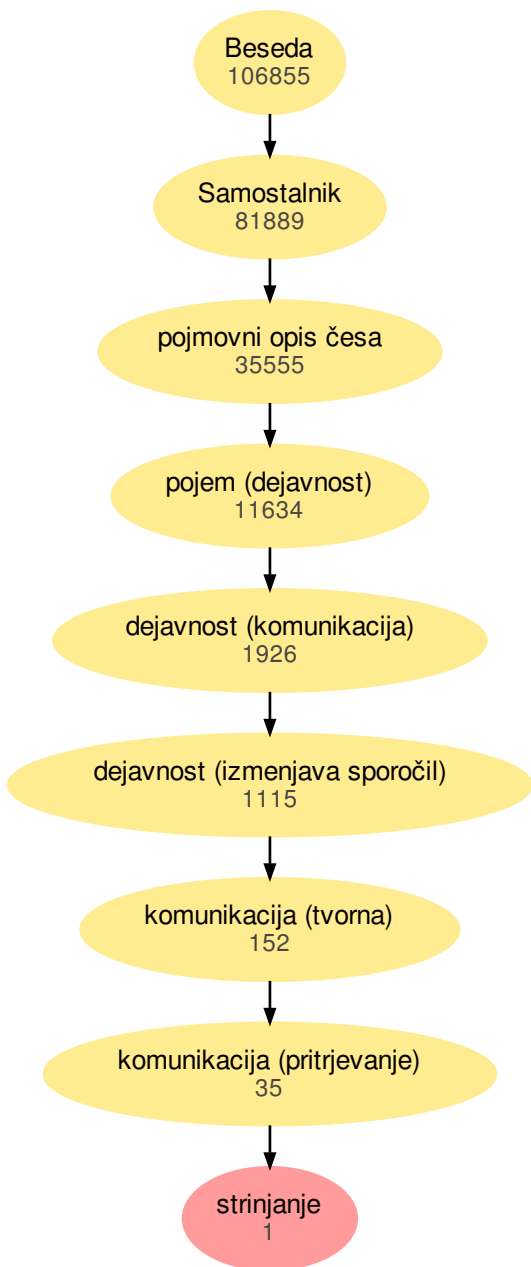 Beseda
106855
Samostalnik
81889
pojmovni opis česa
35555
pojem (dejavnost)
11634
dejavnost (komunikacija)
1926
dejavnost (izmenjava sporočil)
1115
komunikacija (tvorna)
152
komunikacija (pritrjevanje)
35
strinjanje
1